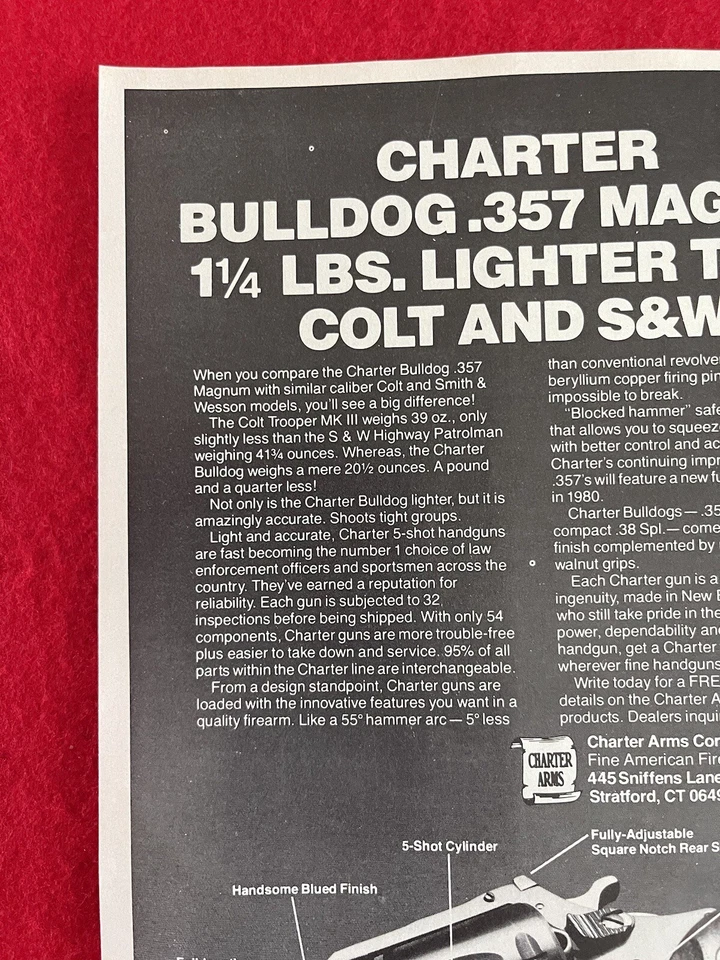 CHARTER
BULLDOG .357 MAG
1¼ LBS. LIGHTER T
COLT AND S&W
When you compare the Charter Bulldog .357
Magnum with similar caliber Colt and Smith &
Wesson models, you'll see a big difference!
The Colt Trooper MK III weighs 39 oz., only
slightly less than the S & W Highway Patrolman
weighing 41¾ ounces. Whereas, the Charter
Bulldog weighs a mere 20½ ounces. A pound
and a quarter less!
Not only is the Charter Bulldog lighter, but it is
amazingly accurate. Shoots tight groups.
Light and accurate, Charter 5-shot handguns
are fast becoming the number 1 choice of law
enforcement officers and sportsmen across the
country. They've earned a reputation for
reliability. Each gun is subjected to 32
inspections before being shipped. With only 54
components, Charter guns are more trouble-free
plus easier to take down and service. 95% of all
parts within the Charter line are interchangeable.
From a design standpoint, Charter guns are
loaded with the innovative features you want in a
quality firearm. Like a 55° hammer arc — 5° less
than conventional revolver
beryllium copper firing pin
impossible to break.
"Blocked hammer" safe
that allows you to squeeze
with better control and ac
Charter's continuing impr
.357's will feature a new fu
in 1980.
Charter Bulldogs — .35
compact .38 Spl. — come
finish complemented by
walnut grips.
Each Charter gun is a
ingenuity, made in New E
who still take pride in the
power, dependability and
handgun, get a Charter
wherever fine handguns
Write today for a FREE
details on the Charter A
products. Dealers inqui
CHARTER
ARMS
Charter Arms Cor
Fine American Fire
445 Sniffens Lane
Stratford, CT 0649
Fully-Adjustable
Square Notch Rear S
5-Shot Cylinder
Handsome Blued Finish